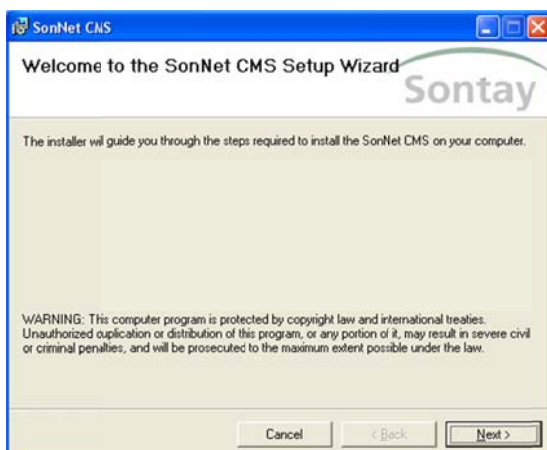 SonNet CMS
Welcome to the SonNet CMS Setup Wizard
Sontay
The installer will guide you through the steps required to install the SonNet CMS on your computer.
WARNING: This computer program is protected by copyright law and international treaties.
Unauthorized duplication or distribution of this program, or any portion of it, may result in severe civil
or criminal penalties, and will be prosecuted to the maximum extent possible under the law.
Cancel
< Back
Next >